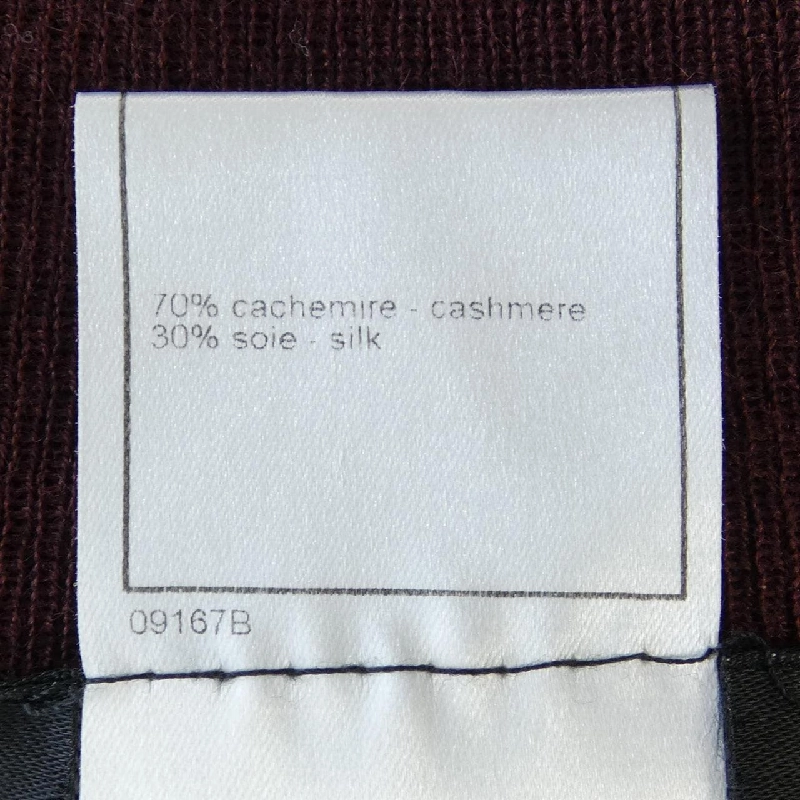 70% cachemire - cashmere
30% soie - silk
09167B